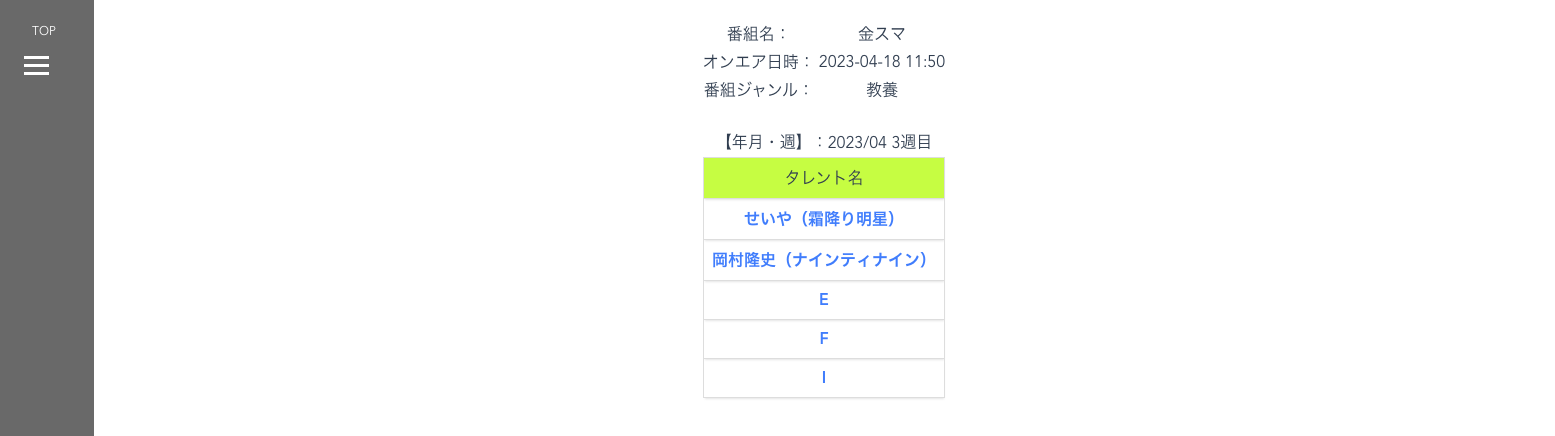 TOP
番組名： 金スマ
オンエア日時： 2023-04-18 11:50
番組ジャンル： 教養
【年月・週】：2023/04 3週目
タレント名
せいや（霜降り明星）
岡村隆史（ナインティナイン）
E
F
I